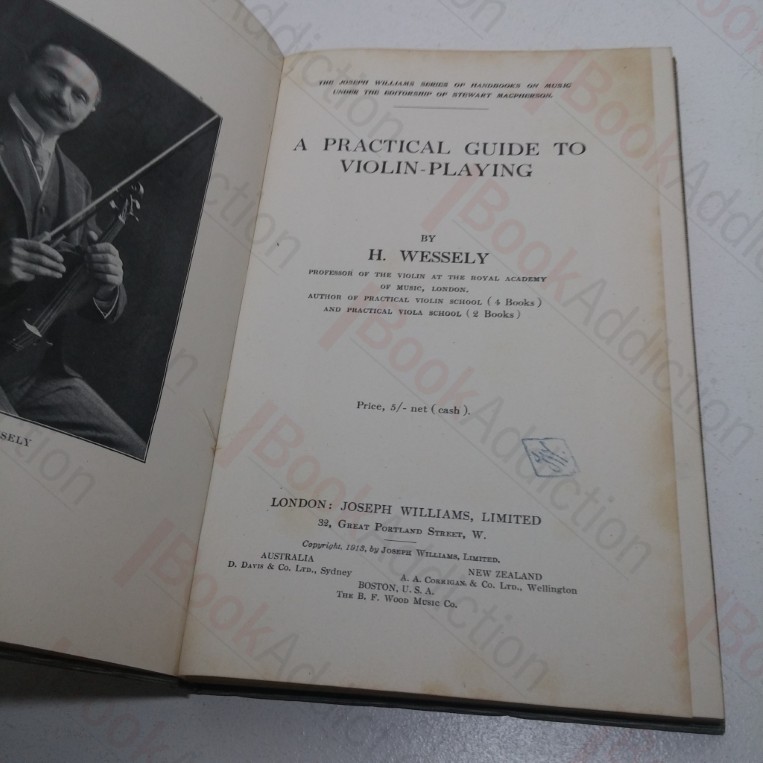 SSELY
THE JOSEPH WILLIAMS SERIES OF HANDBOOKS ON MUSIC
UNDER THE EDITORSHIP OF STEWART MACPHERSON.
A PRACTICAL GUIDE TO
VIOLIN-PLAYING
BY
H. WESSELY
PROFESSOR OF THE VIOLIN AT THE ROYAL ACADEMY
OF MUSIC, LONDON.
AUTHOR OF PRACTICAL VIOLIN SCHOOL (4 Books)
AND PRACTICAL VIOLA SCHOOL (2 Books)
Price, 5/- net (cash).
LONDON: JOSEPH WILLIAMS, LIMITED
32, GREAT PORTLAND STREET, W.
Copyright, 1913, by JOSEPH WILLIAMS, LIMITED.
AUSTRALIA
D. DAVIS & CO. LTD., Sydney
NEW ZEALAND
A. A. CORRIGAN, & CO. LTD., Wellington
BOSTON, U. S. A.
THE B. F. WOOD MUSIC CO.
BookAddiction